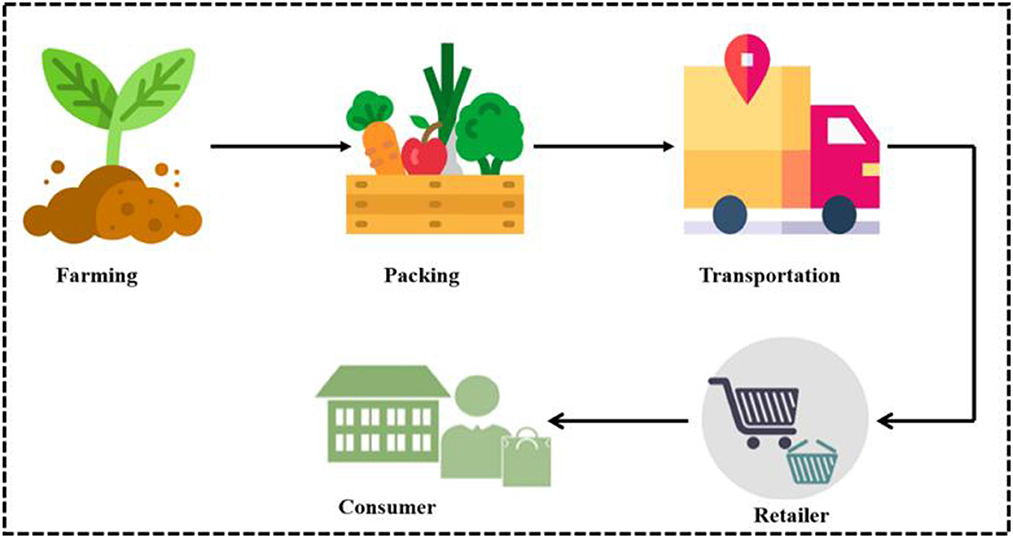 Farming
Packing
Transportation
Consumer
Retailer